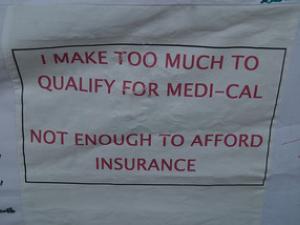 I MAKE TOO MUCH TO
QUALIFY FOR MEDI-CAL
NOT ENOUGH TO AFFORD
INSURANCE